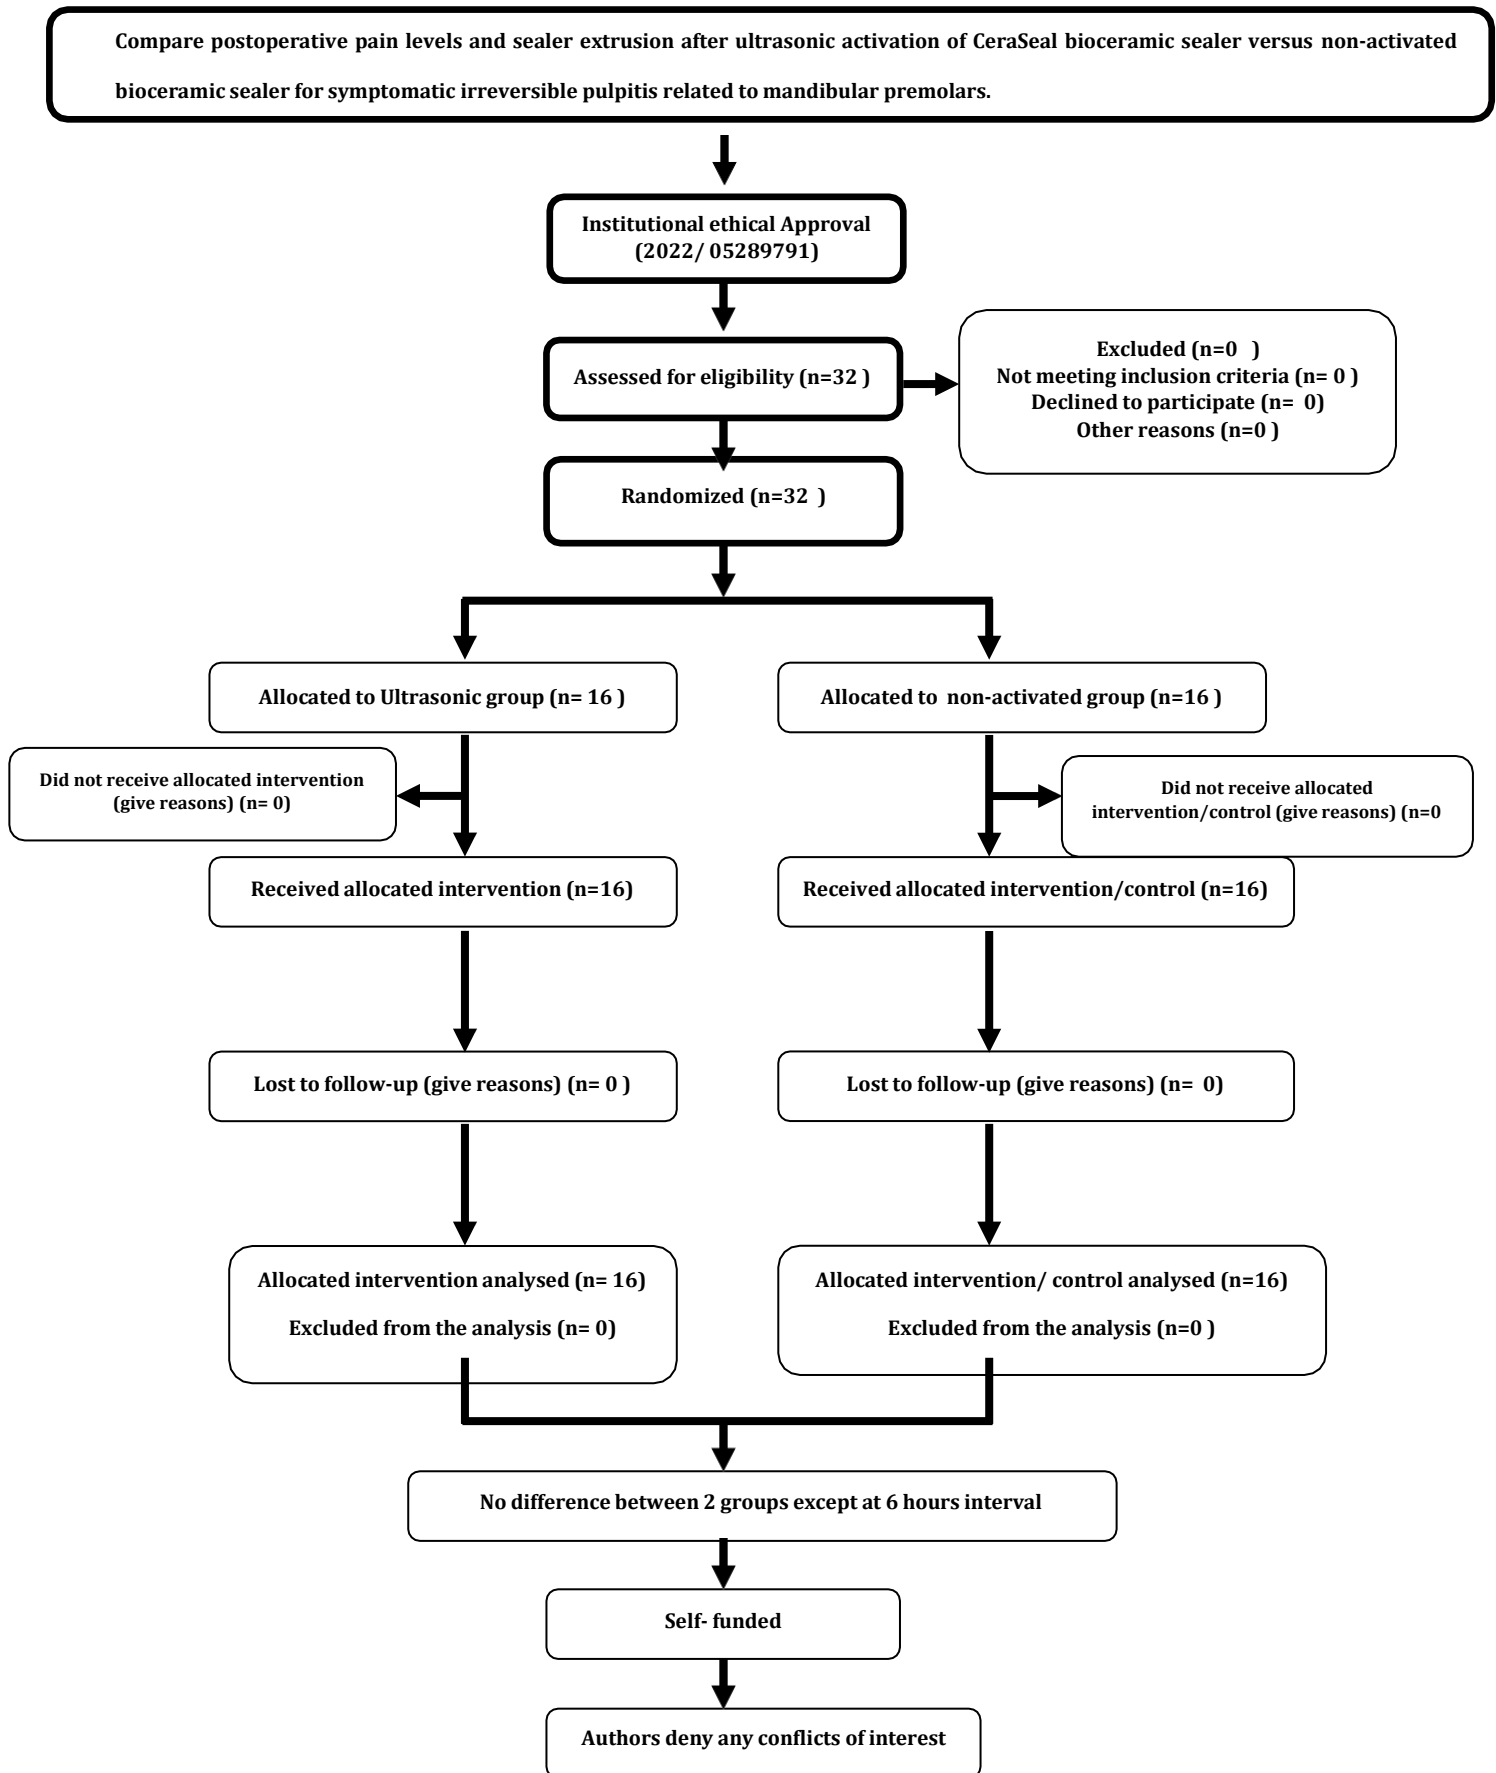 Compare postoperative pain levels and sealer extrusion after ultrasonic activation of CeraSeal bioceramic sealer versus non-activated
bioceramic sealer for symptomatic irreversible pulpitis related to mandibular premolars.
Institutional ethical Approval
(2022/ 05289791)
Assessed for eligibility (n=32 )
Excluded (n=0 )
Not meeting inclusion criteria (n= 0 )
Declined to participate (n= 0)
Other reasons (n=0 )
Randomized (n=32 )
Allocated to Ultrasonic group (n= 16 )
Allocated to non-activated group (n=16 )
Did not receive allocated intervention
(give reasons) (n= 0)
Did not receive allocated
intervention/control (give reasons) (n=0
Received allocated intervention (n=16)
Received allocated intervention/control (n=16)
Lost to follow-up (give reasons) (n= 0 )
Lost to follow-up (give reasons) (n= 0)
Allocated intervention analysed (n= 16)
Excluded from the analysis (n= 0)
Allocated intervention/ control analysed (n=16)
Excluded from the analysis (n=0 )
No difference between 2 groups except at 6 hours interval
Self- funded
Authors deny any conflicts of interest